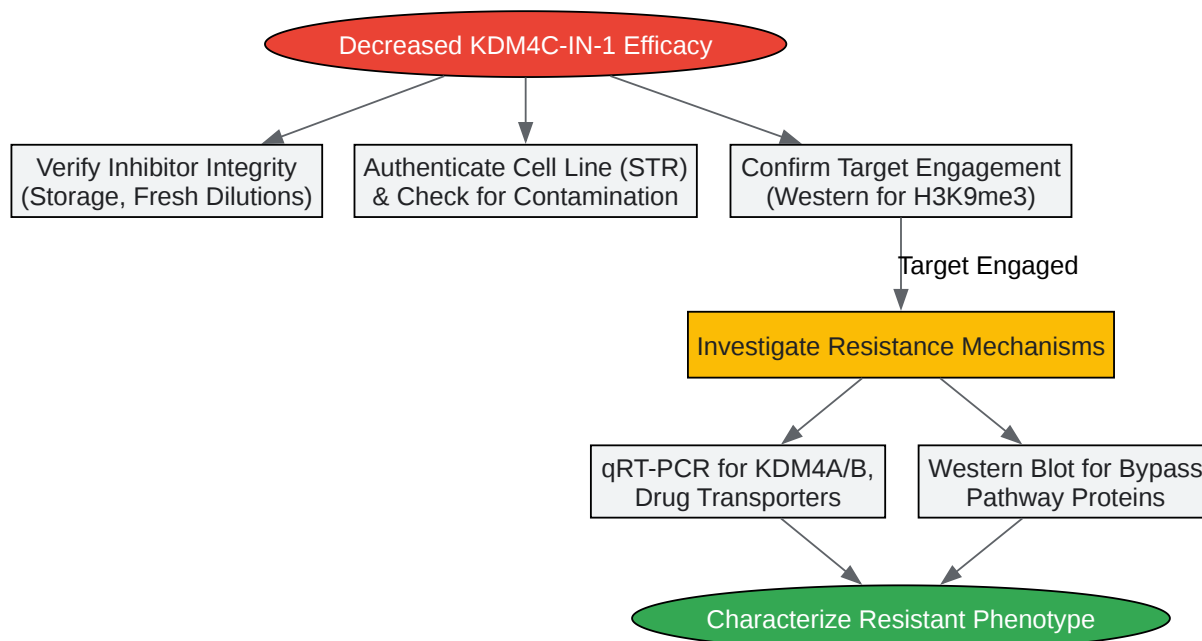 Decreased KDM4C-IN-1 Efficacy
Verify Inhibitor Integrity
(Storage, Fresh Dilutions)
Authenticate Cell Line (STR)
& Check for Contamination
Confirm Target Engagement
(Western for H3K9me3)
Target Engaged
Investigate Resistance Mechanisms
qRT-PCR for KDM4A/B,
Drug Transporters
Western Blot for Bypass
Pathway Proteins
Characterize Resistant Phenotype